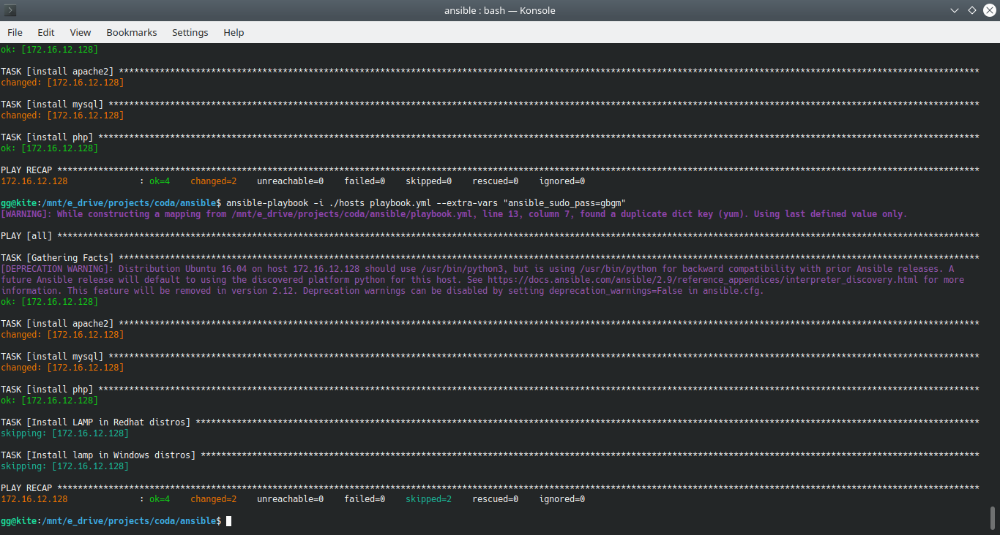 ansible : bash — Konsole
File Edit View Bookmarks Settings Help
ok: [172.16.12.128]
TASK [install apache2] ************************************************************************************************************************************************************************
changed: [172.16.12.128]
TASK [install mysql] **************************************************************************************************************************************************************************
changed: [172.16.12.128]
TASK [install php] ****************************************************************************************************************************************************************************
ok: [172.16.12.128]
PLAY RECAP ************************************************************************************************************************************************************************************
172.16.12.128              : ok=4    changed=2    unreachable=0    failed=0    skipped=0    rescued=0    ignored=0
gg@kite:/mnt/e_drive/projects/coda/ansible$ ansible-playbook -i ./hosts playbook.yml --extra-vars "ansible_sudo_pass=gbgm"
[WARNING]: While constructing a mapping from /mnt/e_drive/projects/coda/ansible/playbook.yml, line 13, column 7, found a duplicate dict key (yum). Using last defined value only.
PLAY [all] ************************************************************************************************************************************************************************************
TASK [Gathering Facts] ************************************************************************************************************************************************************************
[DEPRECATION WARNING]: Distribution Ubuntu 16.04 on host 172.16.12.128 should use /usr/bin/python3, but is using /usr/bin/python for backward compatibility with prior Ansible releases. A
future Ansible release will default to using the discovered platform python for this host. See https://docs.ansible.com/ansible/2.9/reference_appendices/interpreter_discovery.html for more
information. This feature will be removed in version 2.12. Deprecation warnings can be disabled by setting deprecation_warnings=False in ansible.cfg.
ok: [172.16.12.128]
TASK [install apache2] ************************************************************************************************************************************************************************
changed: [172.16.12.128]
TASK [install mysql] **************************************************************************************************************************************************************************
changed: [172.16.12.128]
TASK [install php] ****************************************************************************************************************************************************************************
ok: [172.16.12.128]
TASK [Install LAMP in Redhat distros] *********************************************************************************************************************************************************
skipping: [172.16.12.128]
TASK [Install lamp in Windows distros] ********************************************************************************************************************************************************
skipping: [172.16.12.128]
PLAY RECAP ************************************************************************************************************************************************************************************
172.16.12.128              : ok=4    changed=2    unreachable=0    failed=0    skipped=2    rescued=0    ignored=0
gg@kite:/mnt/e_drive/projects/coda/ansible$